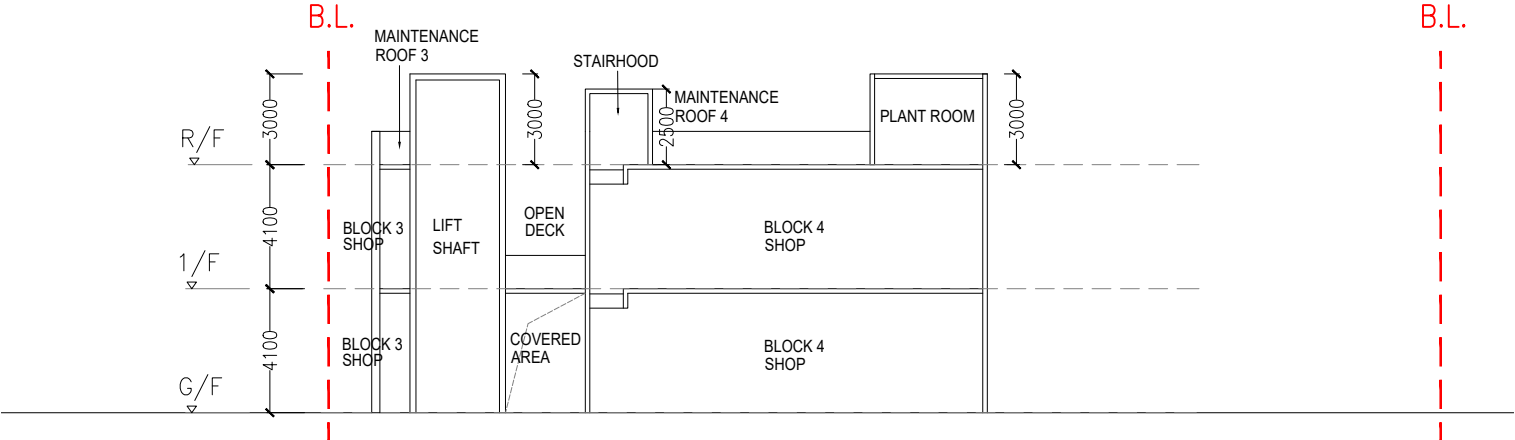 B.L.
B.L.
MAINTENANCE
ROOF 3
STAIRHOOD
MAINTENANCE
ROOF 4
PLANT ROOM
3000
3000
2500
3000
R/F
4100
BLOCK 3
SHOP
LIFT
SHAFT
OPEN
DECK
BLOCK 4
SHOP
1/F
4100
BLOCK 3
SHOP
COVERED
AREA
BLOCK 4
SHOP
G/F